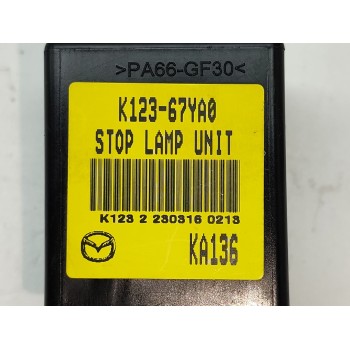 >PA66-GF30<
K123-67YA0
STOP LAMP UNIT
K123 2 230316 0213
KA136